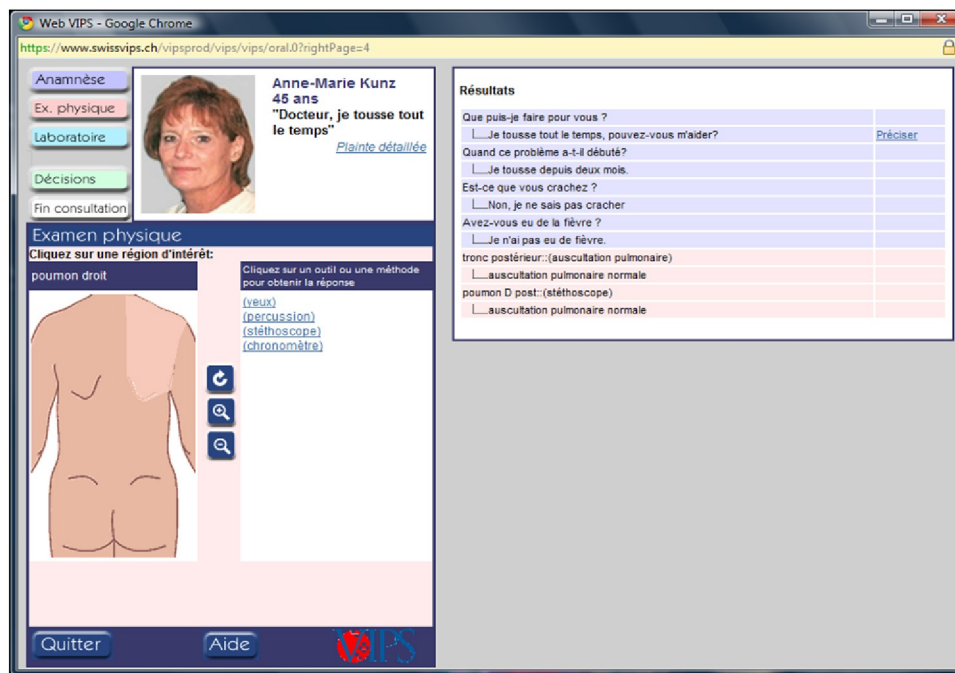 Web VIPS - Google Chrome
https://www.swissvips.ch/vipsprod/vips/vips/oral.0?rightPage=4
Anamnèse
Ex. physique
Laboratoire
Décisions
Fin consultation
Anne-Marie Kunz
45 ans
"Docteur, je tousse tout
le temps"
Plainte détaillée
Examen physique
Cliquez sur une région d'intérêt:
poumon droit
Cliquez sur un outil ou une méthode
pour obtenir la réponse
(yeux)
(percussion)
(stéthoscope)
(chronomètre)
Quitter
Aide
VIPS
Résultats
Que puis-je faire pour vous ?
Je tousse tout le temps, pouvez-vous m'aider? Préciser
Quand ce problème a-t-il débuté?
Je tousse depuis deux mois.
Est-ce que vous crachez ?
Non, je ne sais pas cracher
Avez-vous eu de la fièvre ?
Je n'ai pas eu de fièvre.
tronc postérieur::(auscultation pulmonaire)
auscultation pulmonaire normale
poumon D post::(stéthoscope)
auscultation pulmonaire normale